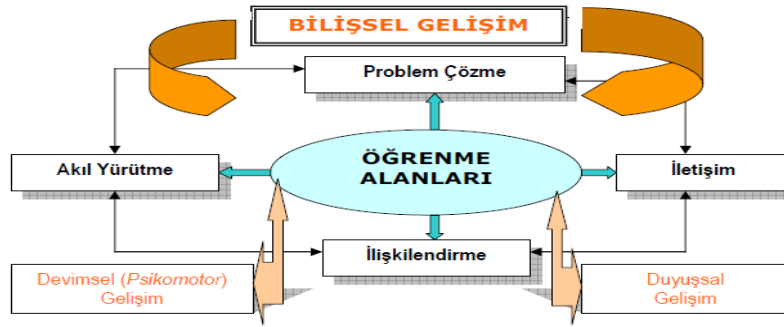 BİLİŞSEL GELİŞİM
Problem Çözme
ÖĞRENME
ALANLARI
Akıl Yürütme
İletişim
İlişkilendirme
Devimsel (Psikomotor)
Gelişim
Duyuşsal
Gelişim